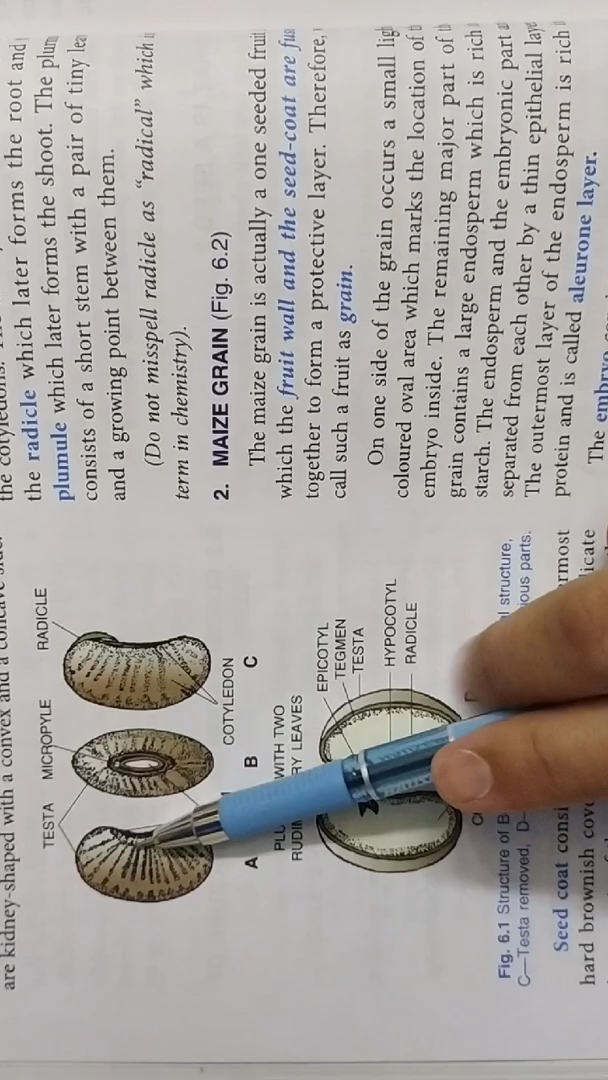 are kidney-shaped with a convex and a concave side.
TESTA MICROPYLE RADICLE
COTYLEDON
A B C
WITH TWO
LEAVES
EPICOTYL
TEGMEN
TESTA
HYPOCOTYL
RADICLE
Fig. 6.1 Structure of structure,
C—Testa removed, D— parts.
Seed coat
hard brownish
the radicle which later forms the root and
plumule which later forms the shoot. The
consists of a short stem with a pair of tiny
and a growing point between them.
(Do not misspell radicle as "radical" which
term in chemistry).
2. MAIZE GRAIN (Fig. 6.2)
The maize grain is actually a one seeded fruit
which the fruit wall and the seed-coat are
together to form a protective layer. Therefore,
call such a fruit as grain.
On one side of the grain occurs a small
coloured oval area which marks the location of
embryo inside. The remaining major part of
grain contains a large endosperm which is rich
starch. The endosperm and the embryonic part
separated from each other by a thin epithelial
The outermost layer of the endosperm is rich
protein and is called aleurone layer.
The embryo